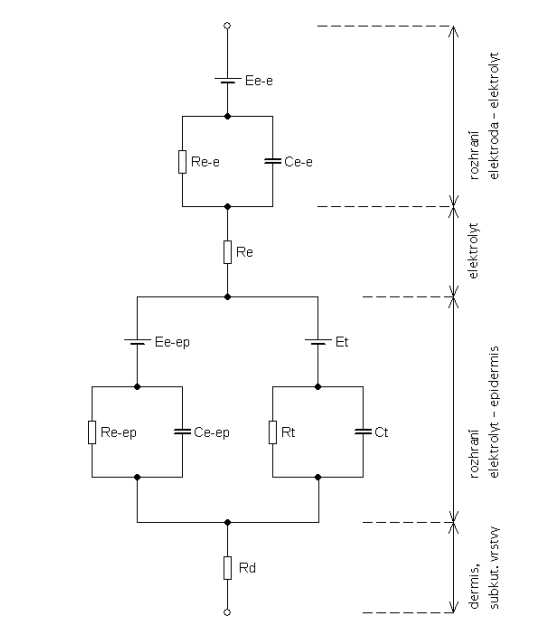 Ee-e
Re-e
Ce-e
rozhraní
elektroda – elektrolyt
Re
elektrolyt
Ee-ep
Et
Re-ep
Ce-ep
Rt
Ct
rozhraní
elektrolyt – epidermis
Rd
dermis,
subkut. vrstvy